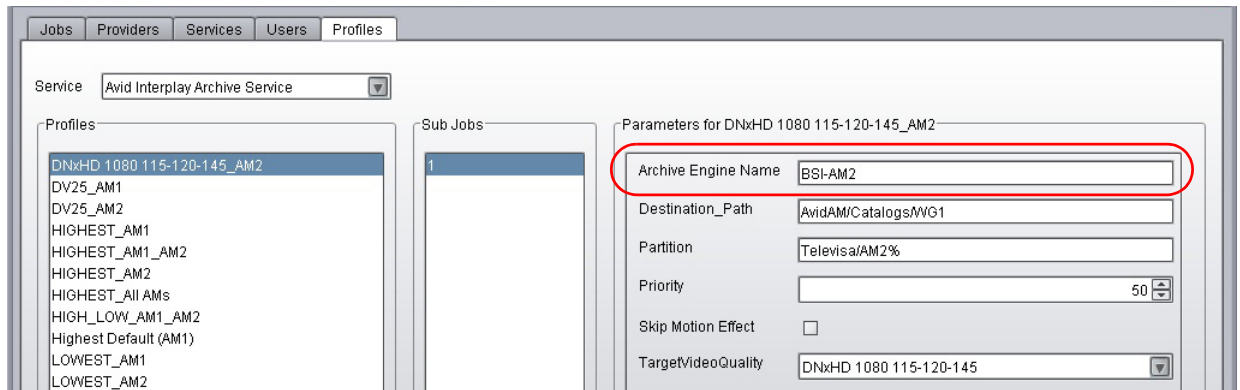 Jobs Providers Services Users Profiles
Service Avid Interplay Archive Service
Profiles
DNxHD 1080 115-120-145_AM2
DV25_AM1
DV25_AM2
HIGHEST_AM1
HIGHEST_AM1_AM2
HIGHEST_AM2
HIGHEST_All AMs
HIGH_LOW_AM1_AM2
Highest Default (AM1)
LOWEST_AM1
LOWEST_AM2
Sub Jobs
1
Parameters for DNxHD 1080 115-120-145_AM2
Archive Engine Name BSI-AM2
Destination_Path AvidAM/Catalogs/WG1
Partition Televisa/AM2%
Priority 50
Skip Motion Effect
TargetVideoQuality DNxHD 1080 115-120-145